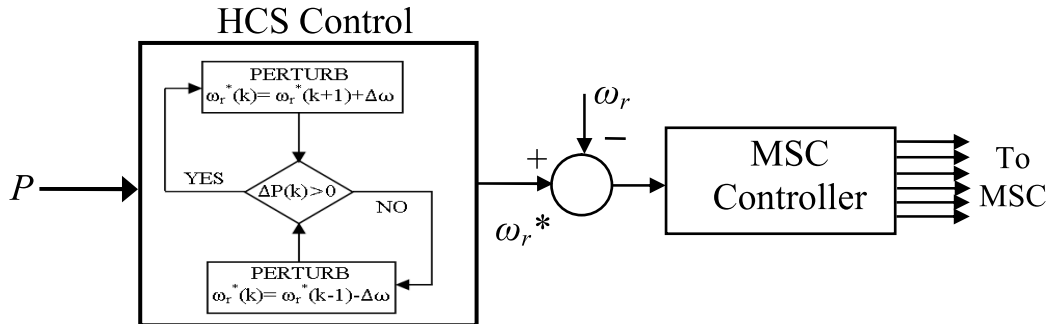 HCS Control
PERTURB
ωr*(k)= ωr*(k+1)+Δω
YES
ΔP(k)>0
NO
PERTURB
ωr*(k)= ωr*(k-1)-Δω
P
ωr
−
+
ωr*
MSC
Controller
To
MSC